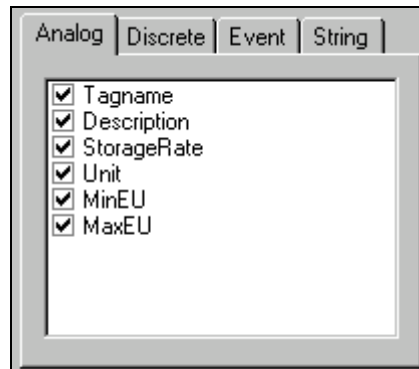 Analog Discrete Event String
Tagname
Description
StorageRate
Unit
MinEU
MaxEU